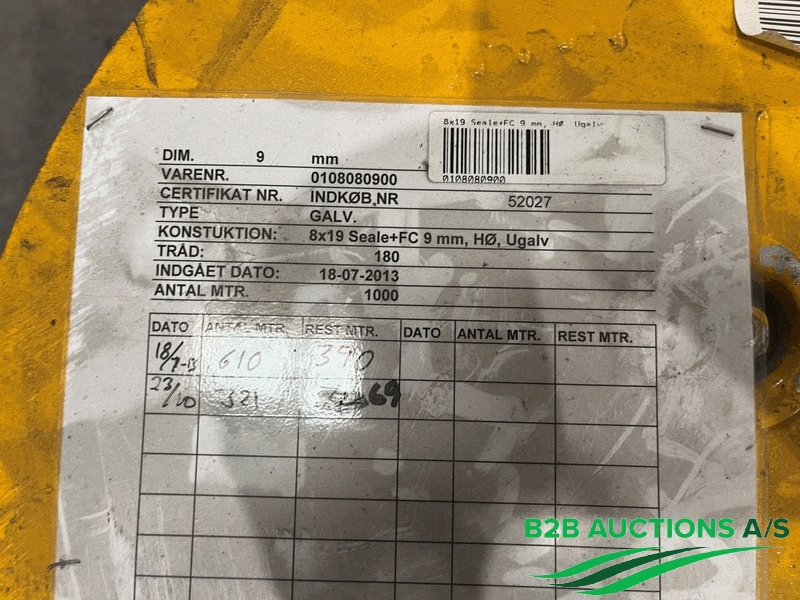 8x19 Seale+FC 9 mm, HØ, Ugalv
0108080900
DIM. 9 mm
VARENR. 0108080900
CERTIFIKAT NR. INDKØB.NR 52027
TYPE GALV.
KONSTUKTION: 8x19 Seale+FC 9 mm, HØ, Ugalv
TRÅD: 180
INDGÅET DATO: 18-07-2013
ANTAL MTR. 1000
DATO ANTAL MTR. REST MTR. DATO ANTAL MTR. REST MTR.
18/7-13 610 390
23/10 321 69
B2B AUCTIONS A/S